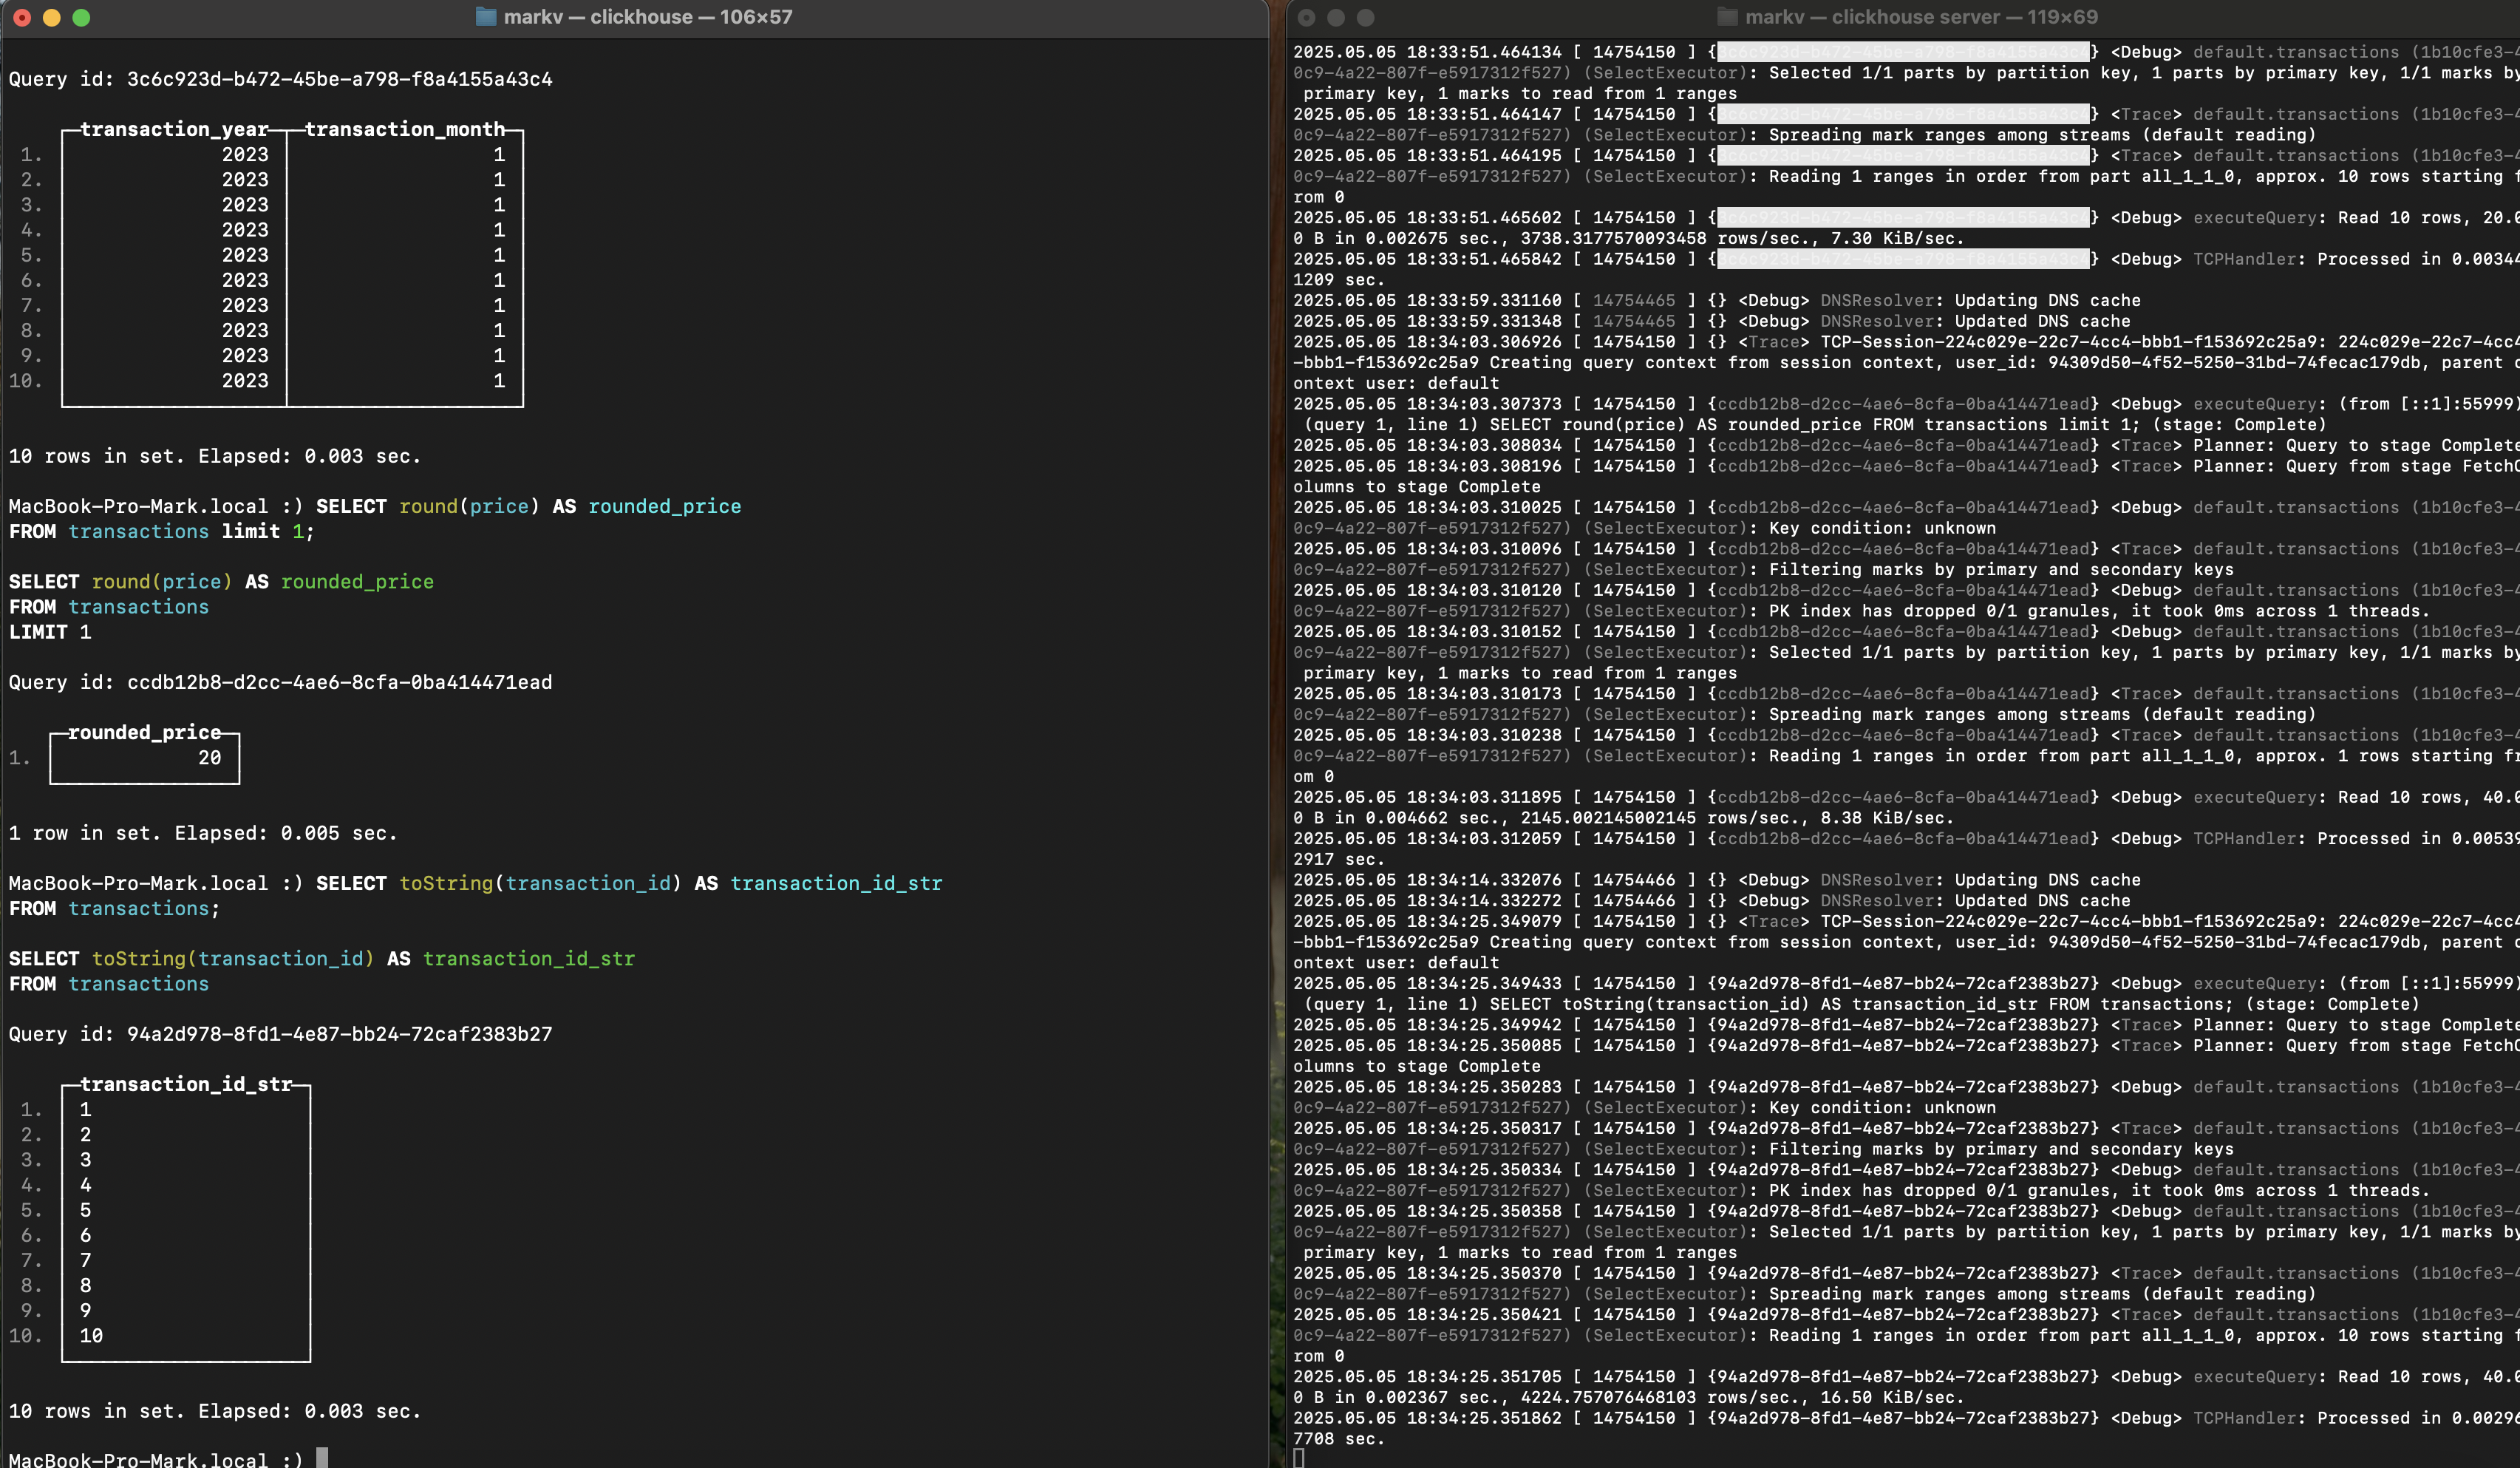 markv — clickhouse — 106×57
Query id: 3c6c923d-b472-45be-a798-f8a4155a43c4
transaction_year transaction_month
1. 2023 1
2. 2023 1
3. 2023 1
4. 2023 1
5. 2023 1
6. 2023 1
7. 2023 1
8. 2023 1
9. 2023 1
10. 2023 1
10 rows in set. Elapsed: 0.003 sec.
MacBook-Pro-Mark.local :) SELECT round(price) AS rounded_price
FROM transactions limit 1;
SELECT round(price) AS rounded_price
FROM transactions
LIMIT 1
Query id: ccdb12b8-d2cc-4ae6-8cfa-0ba414471ead
rounded_price
1. 20
1 row in set. Elapsed: 0.005 sec.
MacBook-Pro-Mark.local :) SELECT toString(transaction_id) AS transaction_id_str
FROM transactions;
SELECT toString(transaction_id) AS transaction_id_str
FROM transactions
Query id: 94a2d978-8fd1-4e87-bb24-72caf2383b27
transaction_id_str
1. 1
2. 2
3. 3
4. 4
5. 5
6. 6
7. 7
8. 8
9. 9
10. 10
10 rows in set. Elapsed: 0.003 sec.
MacBook-Pro-Mark.local :)
markv — clickhouse server — 119×69
2025.05.05 18:33:51.464134 [ 14754150 ] {3c6c923d-b472-45be-a798-f8a4155a43c4} <Debug> default.transactions (1b10cfe3-4
0c9-4a22-807f-e5917312f527) (SelectExecutor): Selected 1/1 parts by partition key, 1 parts by primary key, 1/1 marks by
primary key, 1 marks to read from 1 ranges
2025.05.05 18:33:51.464147 [ 14754150 ] {3c6c923d-b472-45be-a798-f8a4155a43c4} <Trace> default.transactions (1b10cfe3-4
0c9-4a22-807f-e5917312f527) (SelectExecutor): Spreading mark ranges among streams (default reading)
2025.05.05 18:33:51.464195 [ 14754150 ] {3c6c923d-b472-45be-a798-f8a4155a43c4} <Trace> default.transactions (1b10cfe3-4
0c9-4a22-807f-e5917312f527) (SelectExecutor): Reading 1 ranges in order from part all_1_1_0, approx. 10 rows starting f
rom 0
2025.05.05 18:33:51.465602 [ 14754150 ] {3c6c923d-b472-45be-a798-f8a4155a43c4} <Debug> executeQuery: Read 10 rows, 20.0
0 B in 0.002675 sec., 3738.3177570093458 rows/sec., 7.30 KiB/sec.
2025.05.05 18:33:51.465842 [ 14754150 ] {3c6c923d-b472-45be-a798-f8a4155a43c4} <Debug> TCPHandler: Processed in 0.00344
1209 sec.
2025.05.05 18:33:59.331160 [ 14754465 ] {} <Debug> DNSResolver: Updating DNS cache
2025.05.05 18:33:59.331348 [ 14754465 ] {} <Debug> DNSResolver: Updated DNS cache
2025.05.05 18:34:03.306926 [ 14754150 ] {} <Trace> TCP-Session-224c029e-22c7-4cc4-bbb1-f153692c25a9: 224c029e-22c7-4cc4
-bbb1-f153692c25a9 Creating query context from session context, user_id: 94309d50-4f52-5250-31bd-74fecac179db, parent c
ontext user: default
2025.05.05 18:34:03.307373 [ 14754150 ] {ccdb12b8-d2cc-4ae6-8cfa-0ba414471ead} <Debug> executeQuery: (from [::1]:55999)
(query 1, line 1) SELECT round(price) AS rounded_price FROM transactions limit 1; (stage: Complete)
2025.05.05 18:34:03.308034 [ 14754150 ] {ccdb12b8-d2cc-4ae6-8cfa-0ba414471ead} <Trace> Planner: Query to stage Complete
2025.05.05 18:34:03.308196 [ 14754150 ] {ccdb12b8-d2cc-4ae6-8cfa-0ba414471ead} <Trace> Planner: Query from stage FetchC
olumns to stage Complete
2025.05.05 18:34:03.310025 [ 14754150 ] {ccdb12b8-d2cc-4ae6-8cfa-0ba414471ead} <Debug> default.transactions (1b10cfe3-4
0c9-4a22-807f-e5917312f527) (SelectExecutor): Key condition: unknown
2025.05.05 18:34:03.310096 [ 14754150 ] {ccdb12b8-d2cc-4ae6-8cfa-0ba414471ead} <Trace> default.transactions (1b10cfe3-4
0c9-4a22-807f-e5917312f527) (SelectExecutor): Filtering marks by primary and secondary keys
2025.05.05 18:34:03.310120 [ 14754150 ] {ccdb12b8-d2cc-4ae6-8cfa-0ba414471ead} <Debug> default.transactions (1b10cfe3-4
0c9-4a22-807f-e5917312f527) (SelectExecutor): PK index has dropped 0/1 granules, it took 0ms across 1 threads.
2025.05.05 18:34:03.310152 [ 14754150 ] {ccdb12b8-d2cc-4ae6-8cfa-0ba414471ead} <Debug> default.transactions (1b10cfe3-4
0c9-4a22-807f-e5917312f527) (SelectExecutor): Selected 1/1 parts by partition key, 1 parts by primary key, 1/1 marks by
primary key, 1 marks to read from 1 ranges
2025.05.05 18:34:03.310173 [ 14754150 ] {ccdb12b8-d2cc-4ae6-8cfa-0ba414471ead} <Trace> default.transactions (1b10cfe3-4
0c9-4a22-807f-e5917312f527) (SelectExecutor): Spreading mark ranges among streams (default reading)
2025.05.05 18:34:03.310238 [ 14754150 ] {ccdb12b8-d2cc-4ae6-8cfa-0ba414471ead} <Trace> default.transactions (1b10cfe3-4
0c9-4a22-807f-e5917312f527) (SelectExecutor): Reading 1 ranges in order from part all_1_1_0, approx. 1 rows starting fr
om 0
2025.05.05 18:34:03.311895 [ 14754150 ] {ccdb12b8-d2cc-4ae6-8cfa-0ba414471ead} <Debug> executeQuery: Read 10 rows, 40.0
0 B in 0.004662 sec., 2145.002145002145 rows/sec., 8.38 KiB/sec.
2025.05.05 18:34:03.312059 [ 14754150 ] {ccdb12b8-d2cc-4ae6-8cfa-0ba414471ead} <Debug> TCPHandler: Processed in 0.00539
2917 sec.
2025.05.05 18:34:14.332076 [ 14754466 ] {} <Debug> DNSResolver: Updating DNS cache
2025.05.05 18:34:14.332272 [ 14754466 ] {} <Debug> DNSResolver: Updated DNS cache
2025.05.05 18:34:25.349079 [ 14754150 ] {} <Trace> TCP-Session-224c029e-22c7-4cc4-bbb1-f153692c25a9: 224c029e-22c7-4cc4
-bbb1-f153692c25a9 Creating query context from session context, user_id: 94309d50-4f52-5250-31bd-74fecac179db, parent c
ontext user: default
2025.05.05 18:34:25.349433 [ 14754150 ] {94a2d978-8fd1-4e87-bb24-72caf2383b27} <Debug> executeQuery: (from [::1]:55999)
(query 1, line 1) SELECT toString(transaction_id) AS transaction_id_str FROM transactions; (stage: Complete)
2025.05.05 18:34:25.349942 [ 14754150 ] {94a2d978-8fd1-4e87-bb24-72caf2383b27} <Trace> Planner: Query to stage Complete
2025.05.05 18:34:25.350085 [ 14754150 ] {94a2d978-8fd1-4e87-bb24-72caf2383b27} <Trace> Planner: Query from stage FetchC
olumns to stage Complete
2025.05.05 18:34:25.350283 [ 14754150 ] {94a2d978-8fd1-4e87-bb24-72caf2383b27} <Debug> default.transactions (1b10cfe3-4
0c9-4a22-807f-e5917312f527) (SelectExecutor): Key condition: unknown
2025.05.05 18:34:25.350317 [ 14754150 ] {94a2d978-8fd1-4e87-bb24-72caf2383b27} <Trace> default.transactions (1b10cfe3-4
0c9-4a22-807f-e5917312f527) (SelectExecutor): Filtering marks by primary and secondary keys
2025.05.05 18:34:25.350334 [ 14754150 ] {94a2d978-8fd1-4e87-bb24-72caf2383b27} <Debug> default.transactions (1b10cfe3-4
0c9-4a22-807f-e5917312f527) (SelectExecutor): PK index has dropped 0/1 granules, it took 0ms across 1 threads.
2025.05.05 18:34:25.350358 [ 14754150 ] {94a2d978-8fd1-4e87-bb24-72caf2383b27} <Debug> default.transactions (1b10cfe3-4
0c9-4a22-807f-e5917312f527) (SelectExecutor): Selected 1/1 parts by partition key, 1 parts by primary key, 1/1 marks by
primary key, 1 marks to read from 1 ranges
2025.05.05 18:34:25.350370 [ 14754150 ] {94a2d978-8fd1-4e87-bb24-72caf2383b27} <Trace> default.transactions (1b10cfe3-4
0c9-4a22-807f-e5917312f527) (SelectExecutor): Spreading mark ranges among streams (default reading)
2025.05.05 18:34:25.350421 [ 14754150 ] {94a2d978-8fd1-4e87-bb24-72caf2383b27} <Trace> default.transactions (1b10cfe3-4
0c9-4a22-807f-e5917312f527) (SelectExecutor): Reading 1 ranges in order from part all_1_1_0, approx. 10 rows starting f
rom 0
2025.05.05 18:34:25.351705 [ 14754150 ] {94a2d978-8fd1-4e87-bb24-72caf2383b27} <Debug> executeQuery: Read 10 rows, 40.0
0 B in 0.002367 sec., 4224.757076468103 rows/sec., 16.50 KiB/sec.
2025.05.05 18:34:25.351862 [ 14754150 ] {94a2d978-8fd1-4e87-bb24-72caf2383b27} <Debug> TCPHandler: Processed in 0.00296
7708 sec.